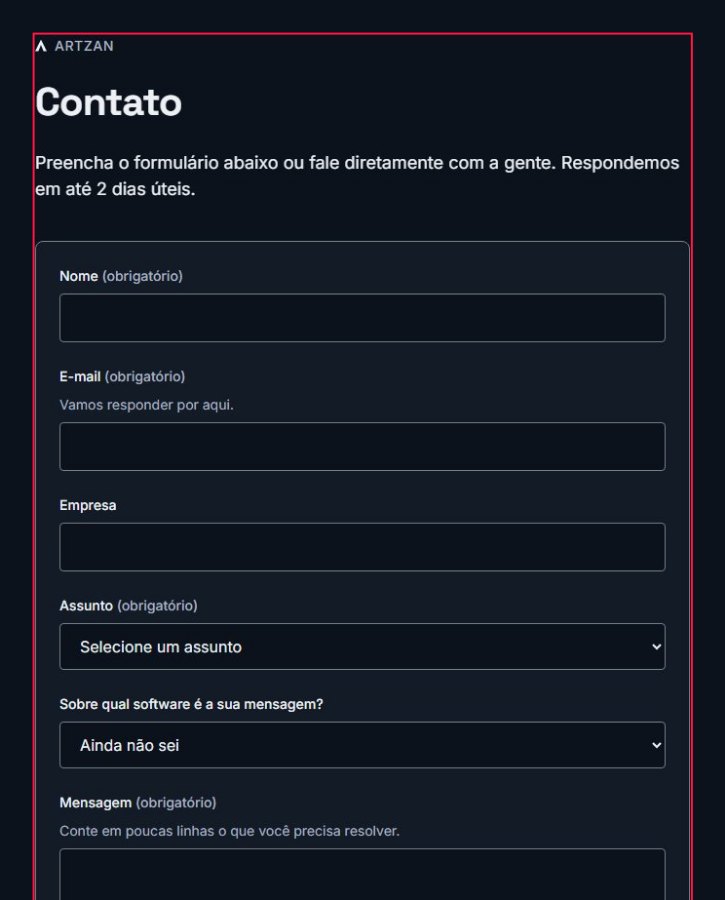 ARTZAN
Contato
Preencha o formulário abaixo ou fale diretamente com a gente. Respondemos
em até 2 dias úteis.
Nome (obrigatório)
E-mail (obrigatório)
Vamos responder por aqui.
Empresa
Assunto (obrigatório)
Selecione um assunto
Sobre qual software é a sua mensagem?
Ainda não sei
Mensagem (obrigatório)
Conte em poucas linhas o que você precisa resolver.